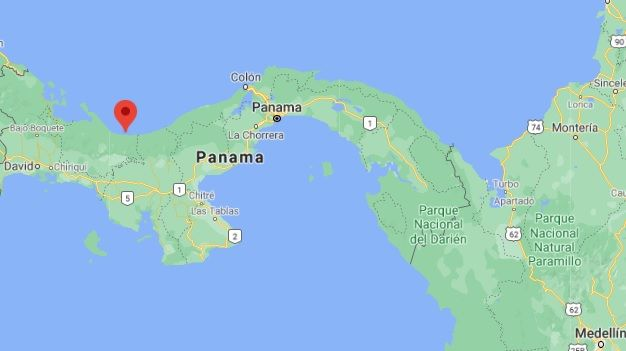 90
Colón
Sincele
Panama
Lorica
La Chorrera
1
74
Montería
Bajo Boquete
Panama
David
Chiriquí
1
5
Chitré
Las Tablas
2
Turbo
Apartado
Parque
Nacional
del Darién
Parque
Nacional
Natural
Paramillo
62
62
Medellín